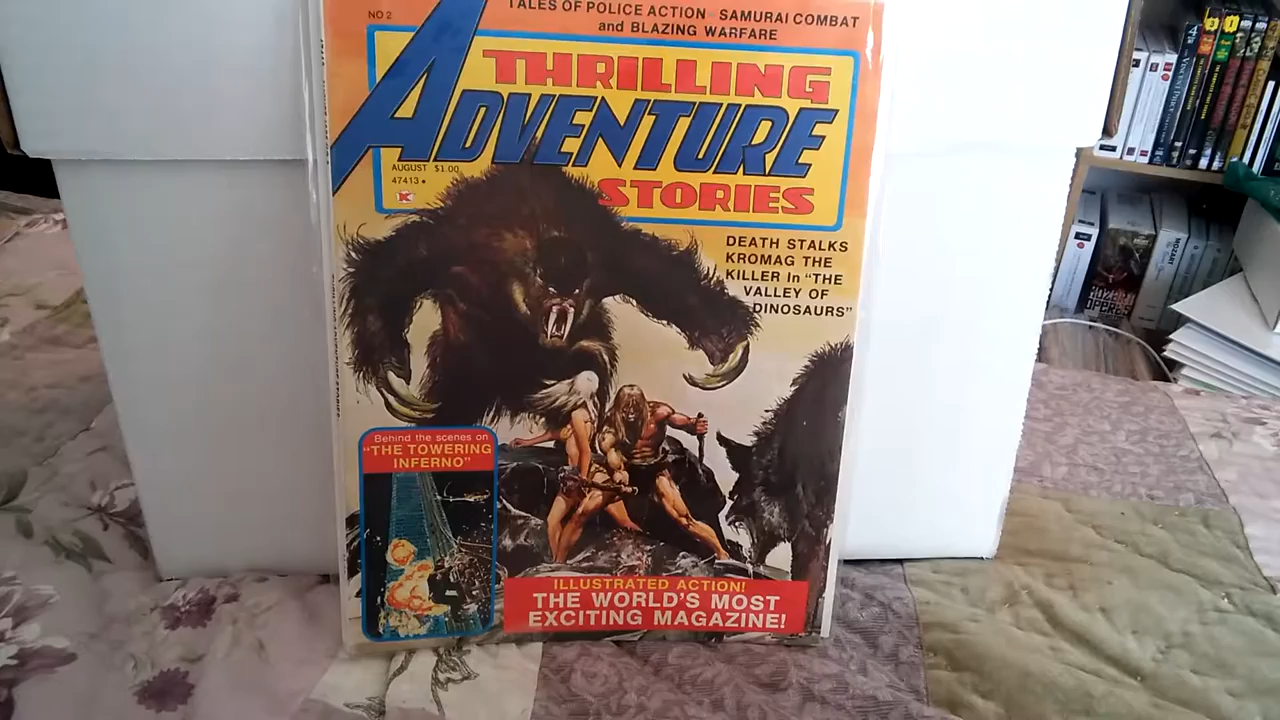 NO 2
TALES OF POLICE ACTION SAMURAI COMBAT
and BLAZING WARFARE
THRILLING
ADVENTURE
STORIES
AUGUST $1.00
47413
K
DEATH STALKS
KROMAG THE
KILLER In "THE
VALLEY OF
DINOSAURS"
Behind the scenes on
"THE TOWERING
INFERNO"
ILLUSTRATED ACTION!
THE WORLD'S MOST
EXCITING MAGAZINE!
MOZART